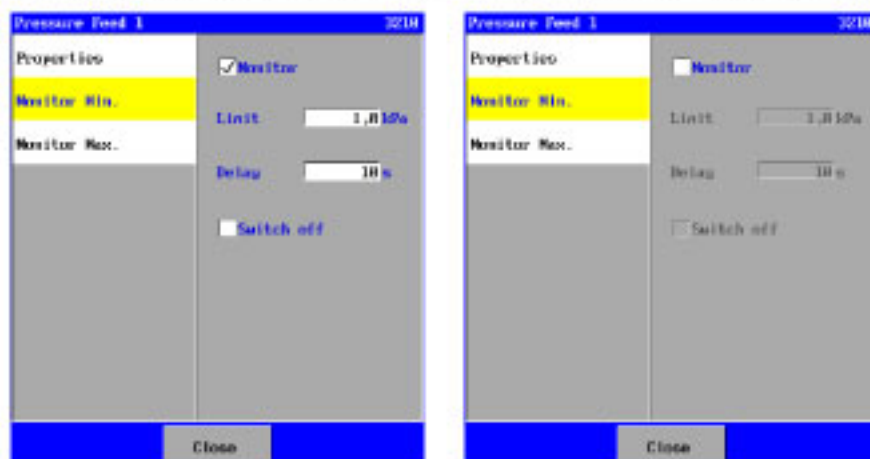 Pressure Feed 1 3210
Properties
Monitor
Monitor Min.
Limit 1,0 kPa
Monitor Max.
Delay 10 s
Switch off
Close
Pressure Feed 1 3210
Properties
Monitor
Monitor Min.
Limit 1,0 kPa
Monitor Max.
Delay 10 s
Switch off
Close